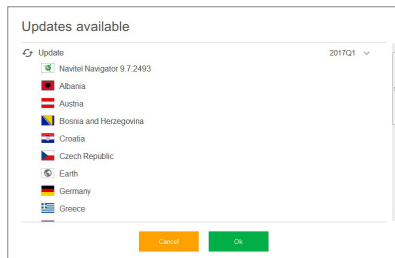 Updates available
Update 2017Q1
Navitel Navigator 9.7.2493
Albania
Austria
Bosnia and Herzegovina
Croatia
Czech Republic
Earth
Germany
Greece
Cancel Ok